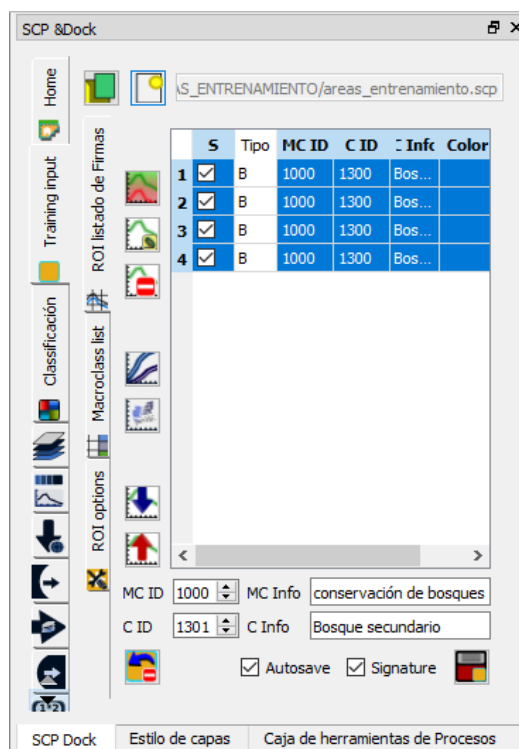 SCP &Dock
Home
Training input
Classificación
ROI listado de Firmas
Macroclass list
ROI options
AS_ENTRENAMIENTO/areas_entrenamiento.scp
S Tipo MC ID C ID C Info Color
1 B 1000 1300 Bos...
2 B 1000 1300 Bos...
3 B 1000 1300 Bos...
4 B 1000 1300 Bos...
MC ID 1000 MC Info conservación de bosques
C ID 1301 C Info Bosque secundario
Autosave Signature
SCP Dock Estilo de capas Caja de herramientas de Procesos